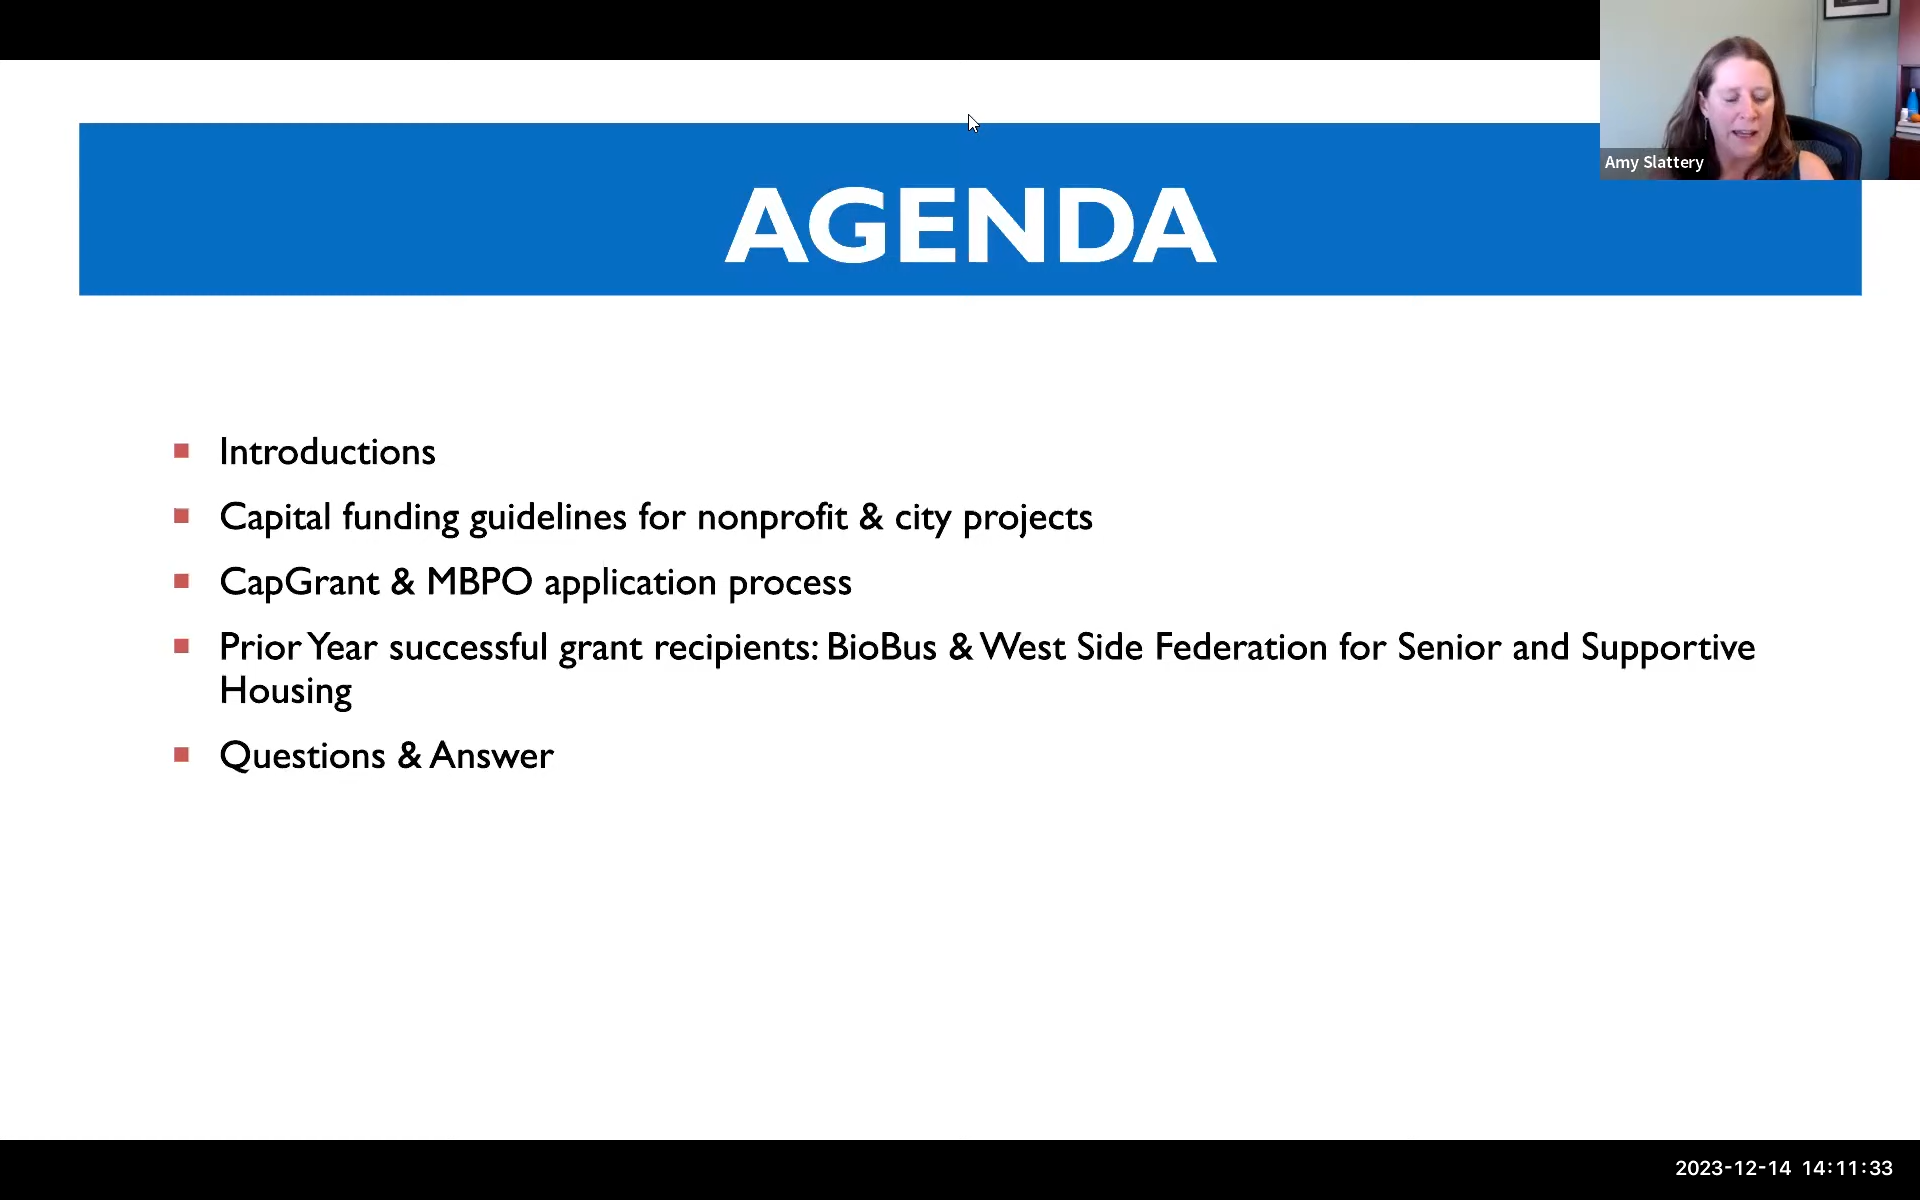 Amy Slattery
AGENDA
Introductions
Capital funding guidelines for nonprofit & city projects
CapGrant & MBPO application process
Prior Year successful grant recipients: BioBus & West Side Federation for Senior and Supportive
Housing
Questions & Answer
2023-12-14 14:11:33